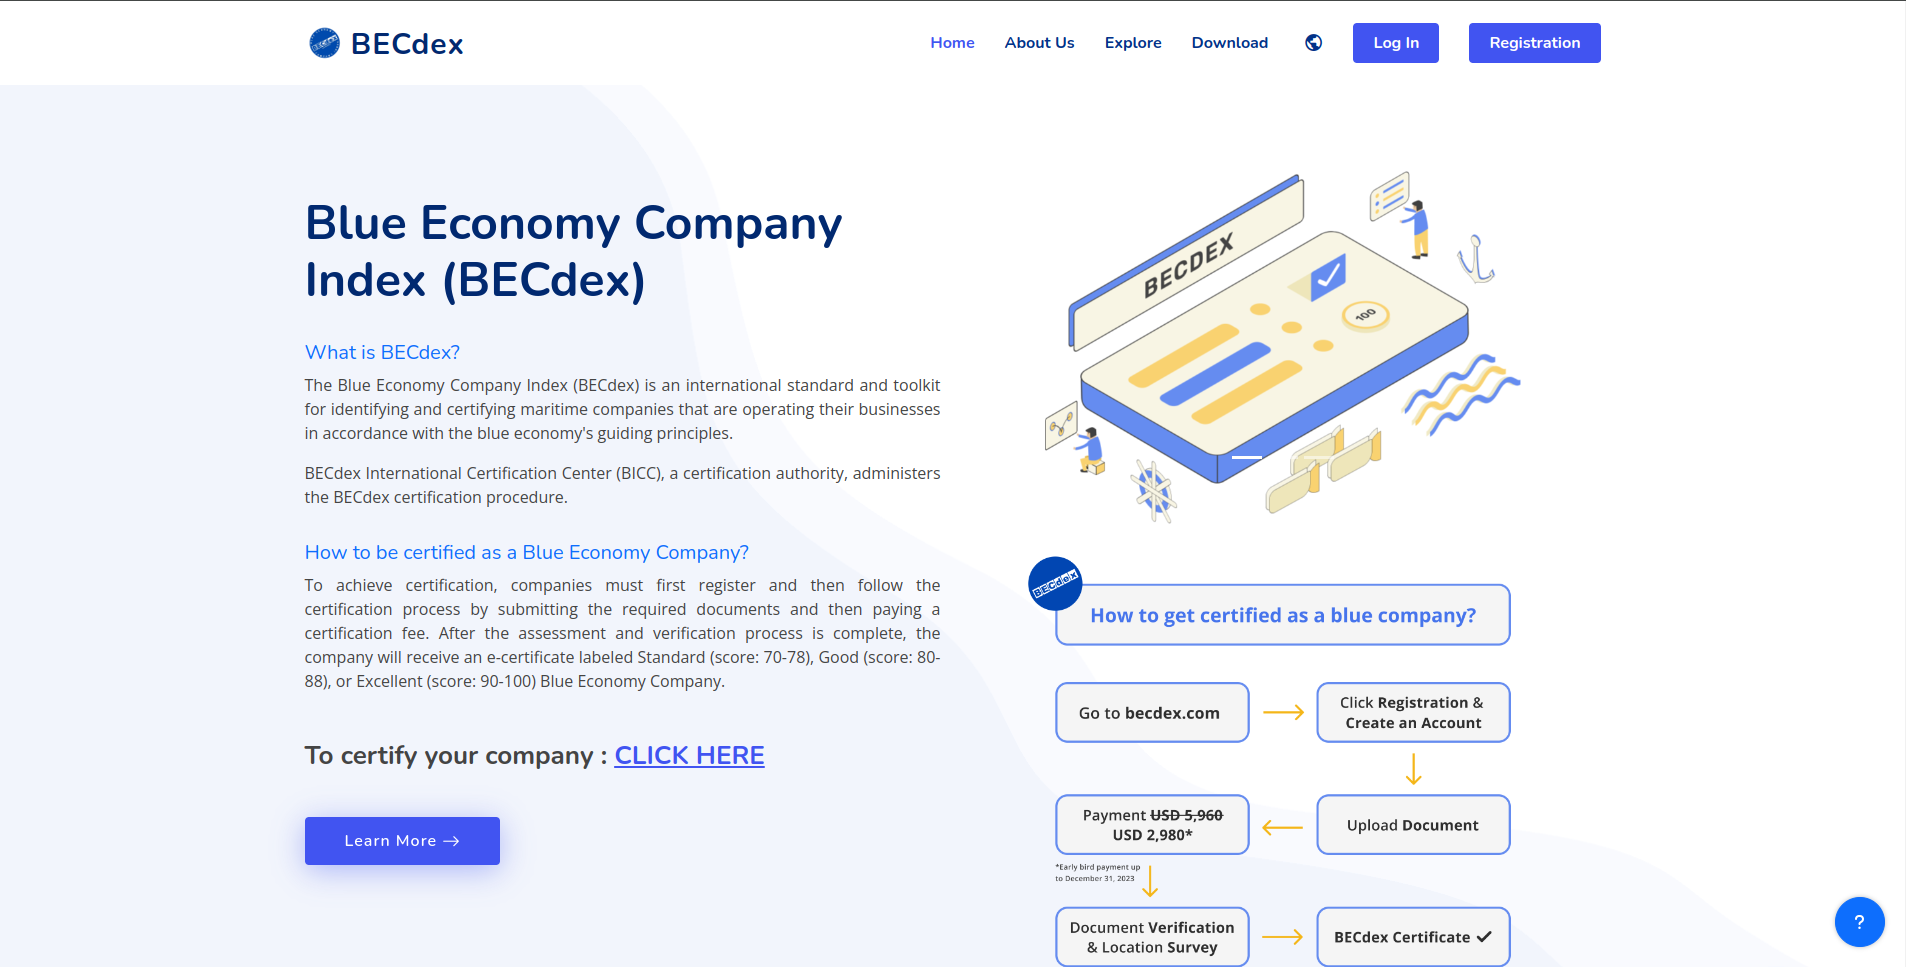 BECdex
Home About Us Explore Download Log In Registration
Blue Economy Company
Index (BECdex)
What is BECdex?
The Blue Economy Company Index (BECdex) is an international standard and toolkit
for identifying and certifying maritime companies that are operating their businesses
in accordance with the blue economy's guiding principles.
BECdex International Certification Center (BICC), a certification authority, administers
the BECdex certification procedure.
How to be certified as a Blue Economy Company?
To achieve certification, companies must first register and then follow the
certification process by submitting the required documents and then paying a
certification fee. After the assessment and verification process is complete, the
company will receive an e-certificate labeled Standard (score: 70-78), Good (score: 80-
88), or Excellent (score: 90-100) Blue Economy Company.
To certify your company : CLICK HERE
Learn More →
BECDEX
100
BECdex
How to get certified as a blue company?
Go to becdex.com
Click Registration &
Create an Account
Upload Document
Payment USD 5,960
USD 2,980*
*Early bird payment up
to December 31, 2023
Document Verification
& Location Survey
BECdex Certificate ✓
?